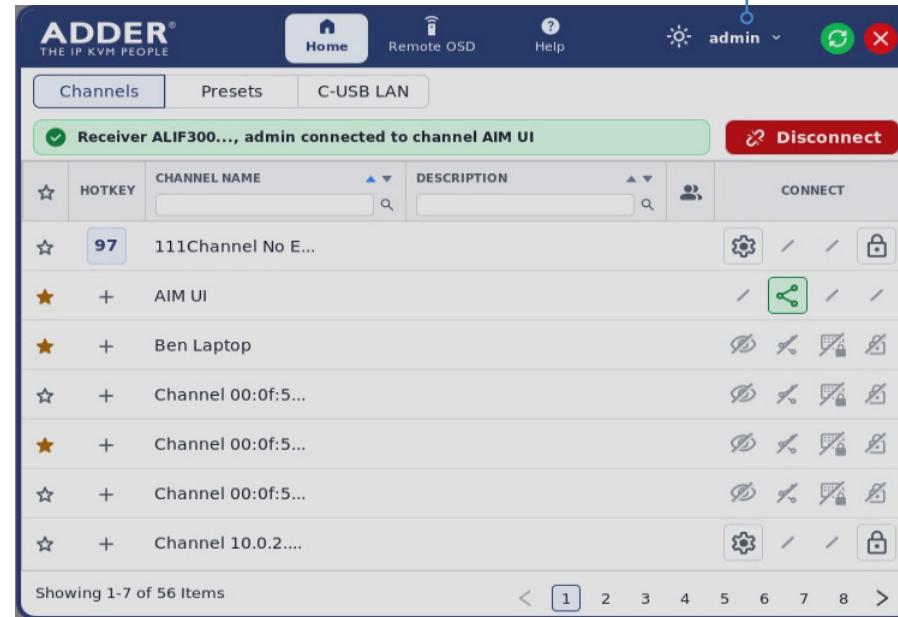 ADDER®
THE IP KVM PEOPLE
Home
Remote OSD
Help
admin
Channels
Presets
C-USB LAN
Receiver ALIF300..., admin connected to channel AIM UI
Disconnect
HOTKEY
CHANNEL NAME
DESCRIPTION
CONNECT
97
111Channel No E...
AIM UI
Ben Laptop
Channel 00:0f:5...
Channel 00:0f:5...
Channel 00:0f:5...
Channel 10.0.2....
Showing 1-7 of 56 Items
1 2 3 4 5 6 7 8